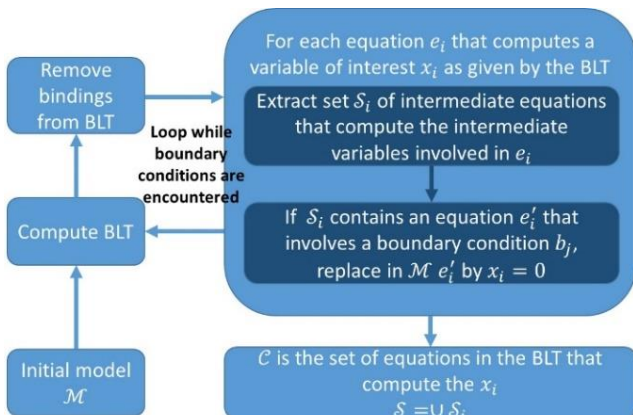 Remove
bindings
from BLT
Compute BLT
Initial model
ℳ
Loop while
boundary
conditions are
encountered
For each equation 𝑒ᵢ that computes a
variable of interest 𝑥ᵢ as given by the BLT
Extract set 𝒮ᵢ of intermediate equations
that compute the intermediate
variables involved in 𝑒ᵢ
If 𝒮ᵢ contains an equation 𝑒ᵢ′ that
involves a boundary condition 𝑏ⱼ,
replace in ℳ 𝑒ᵢ′ by 𝑥ᵢ = 0
𝒞 is the set of equations in the BLT that
compute the 𝑥ᵢ
𝒮 =∪ 𝒮ᵢ